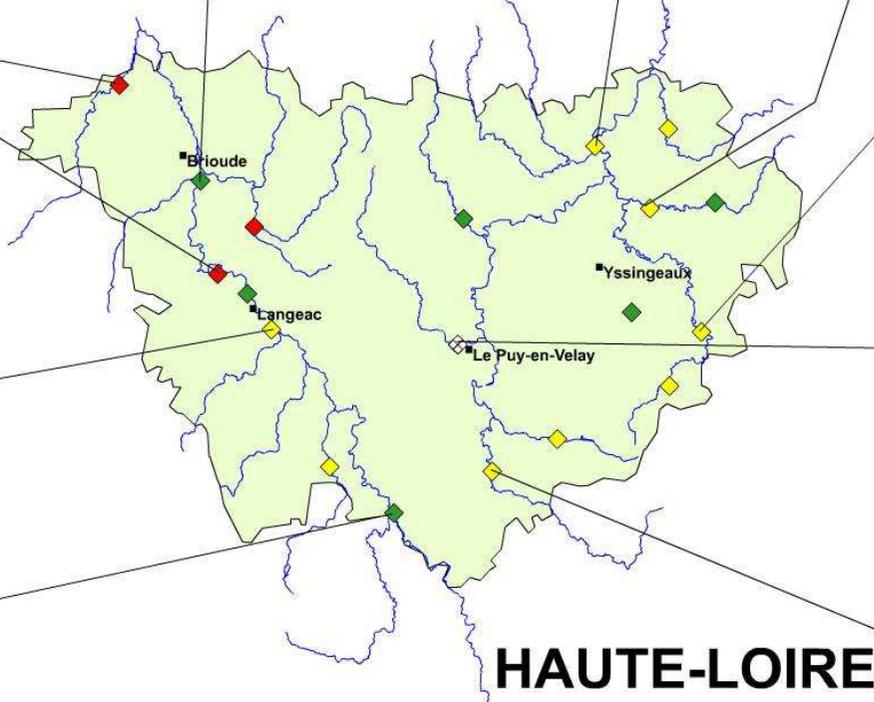 Brioude
Yssingeaux
Langeac
Le Puy-en-Velay
HAUTE-LOIRE